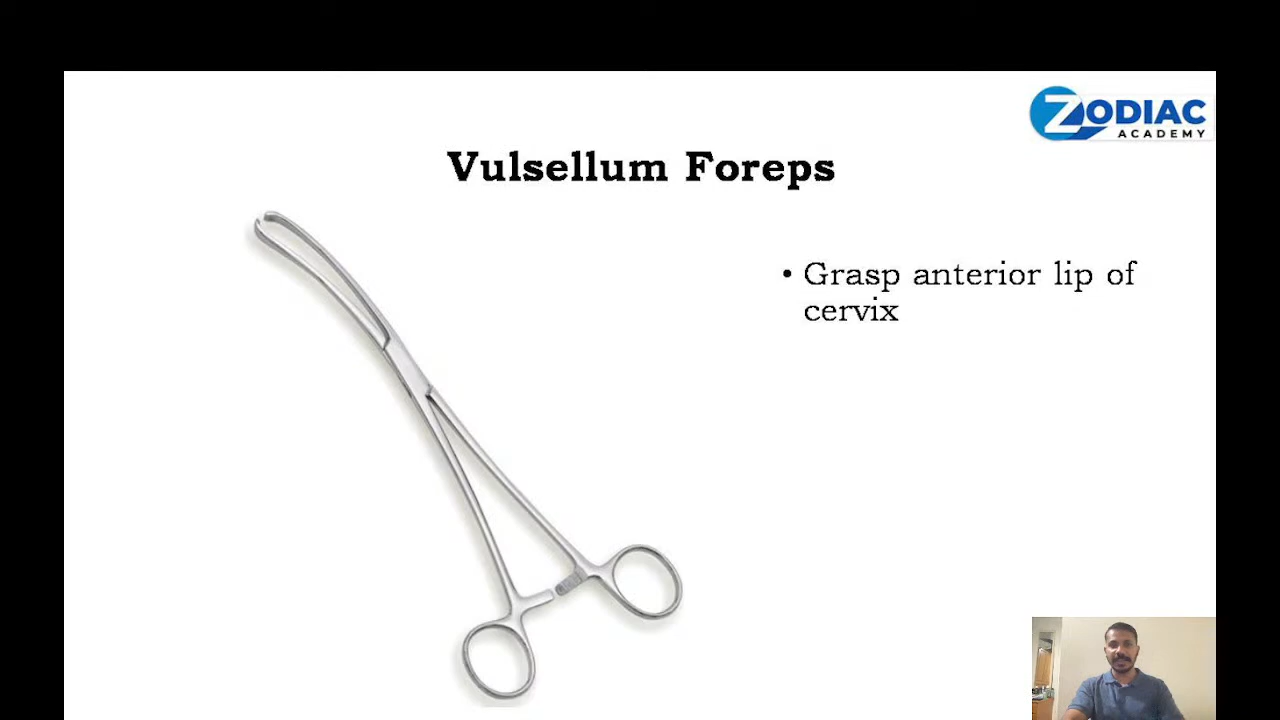 ZODIAC
ACADEMY
Vulsellum Foreps
• Grasp anterior lip of
cervix